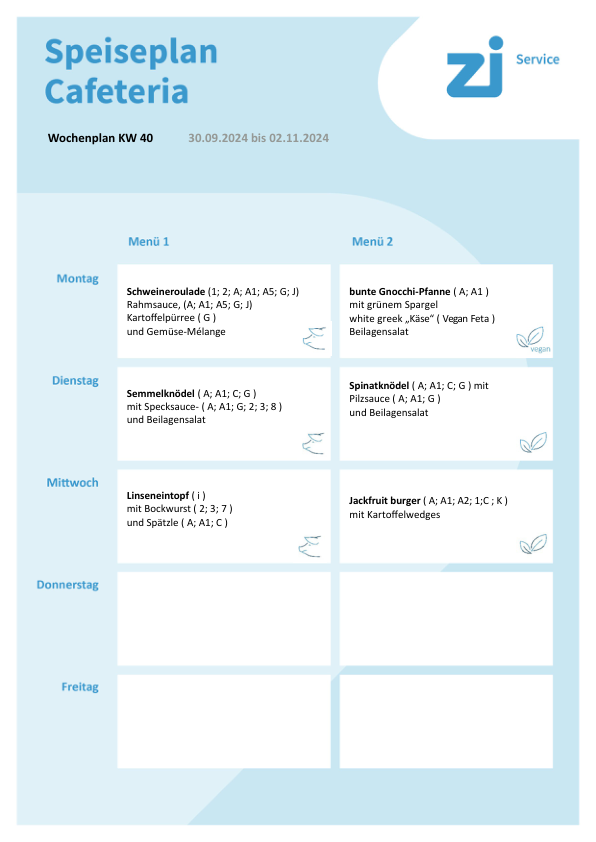 Speiseplan
Cafeteria
zi Service
Wochenplan KW 40 30.09.2024 bis 02.11.2024
Menü 1 Menü 2
Montag
Schweineroulade (1; 2; A; A1; A5; G; J)
Rahmsauce, (A; A1; A5; G; J)
Kartoffelpürree ( G )
und Gemüse-Mélange
bunte Gnocchi-Pfanne ( A; A1 )
mit grünem Spargel
white greek „Käse“ ( Vegan Feta )
Beilagensalat
vegan
Dienstag
Semmelknödel ( A; A1; C; G )
mit Specksauce- ( A; A1; G; 2; 3; 8 )
und Beilagensalat
Spinatknödel ( A; A1; C; G ) mit
Pilzsauce ( A; A1; G )
und Beilagensalat
Mittwoch
Linseneintopf ( i )
mit Bockwurst ( 2; 3; 7 )
und Spätzle ( A; A1; C )
Jackfruit burger ( A; A1; A2; 1;C ; K )
mit Kartoffelwedges
Donnerstag
Freitag